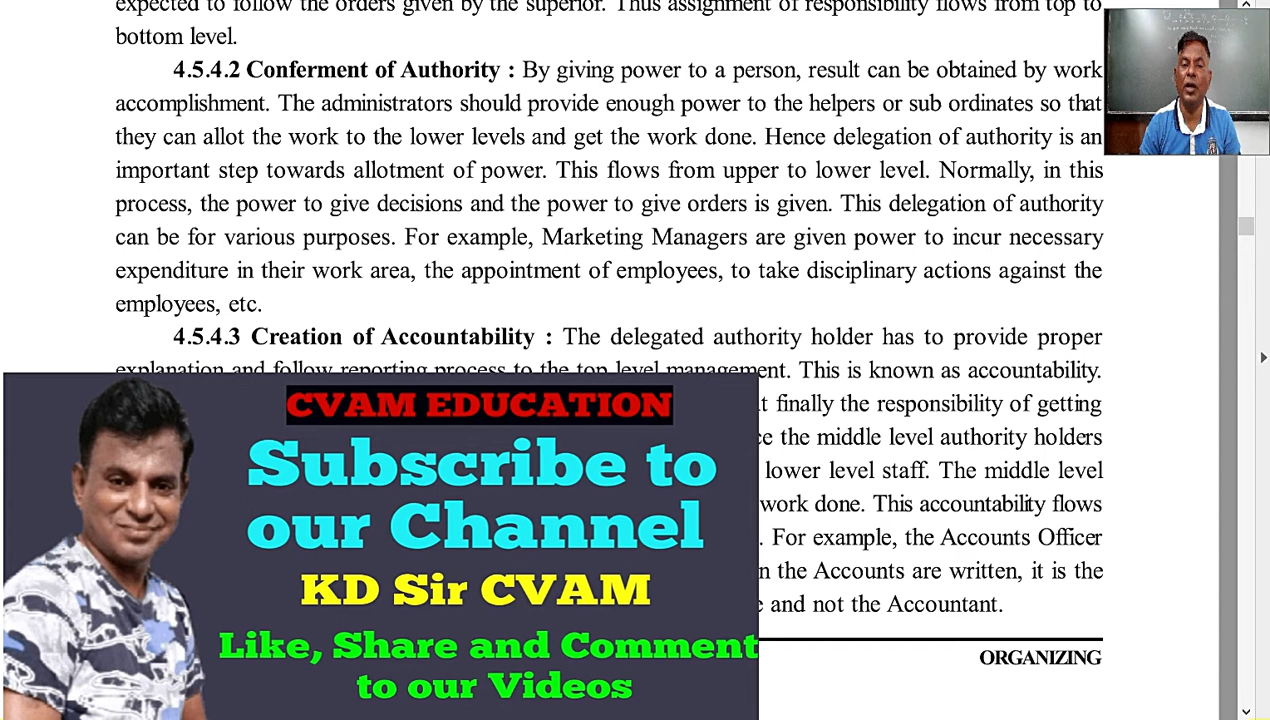 expected to follow the orders given by the superior. Thus assignment of responsibility flows from top to
bottom level.
4.5.4.2 Conferment of Authority : By giving power to a person, result can be obtained by work
accomplishment. The administrators should provide enough power to the helpers or sub ordinates so that
they can allot the work to the lower levels and get the work done. Hence delegation of authority is an
important step towards allotment of power. This flows from upper to lower level. Normally, in this
process, the power to give decisions and the power to give orders is given. This delegation of authority
can be for various purposes. For example, Marketing Managers are given power to incur necessary
expenditure in their work area, the appointment of employees, to take disciplinary actions against the
employees, etc.
4.5.4.3 Creation of Accountability : The delegated authority holder has to provide proper
explanation and follow reporting process to the top level management. This is known as accountability.
finally the responsibility of getting
the middle level authority holders
lower level staff. The middle level
work done. This accountability flows
. For example, the Accounts Officer
the Accounts are written, it is the
and not the Accountant.
ORGANIZING
CVAM EDUCATION
Subscribe to
our Channel
KD Sir CVAM
Like, Share and Comment
to our Videos